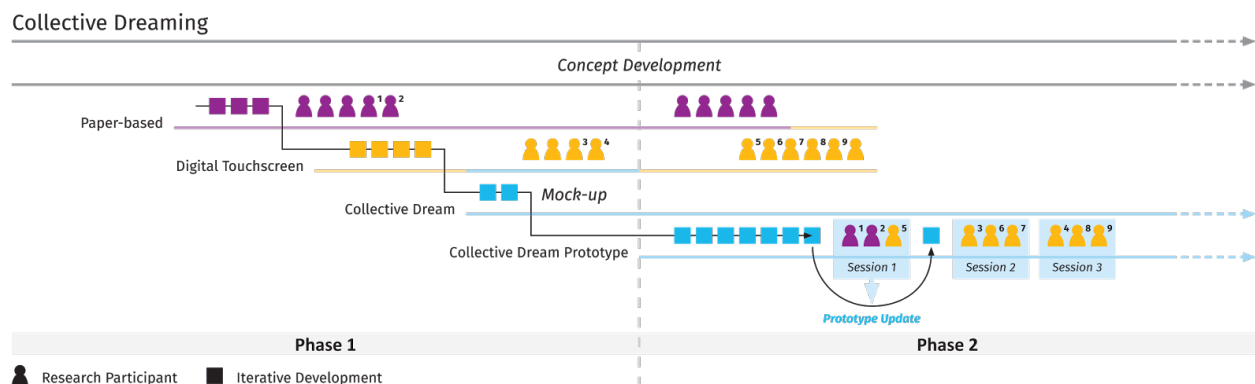 Collective Dreaming
Concept Development
1 2
Paper-based
3 4 5 6 7 8 9
Digital Touchscreen
Mock-up
Collective Dream
1 2 5 3 6 7 4 8 9
Collective Dream Prototype
Session 1 Session 2 Session 3
Prototype Update
Phase 1 Phase 2
Research Participant Iterative Development